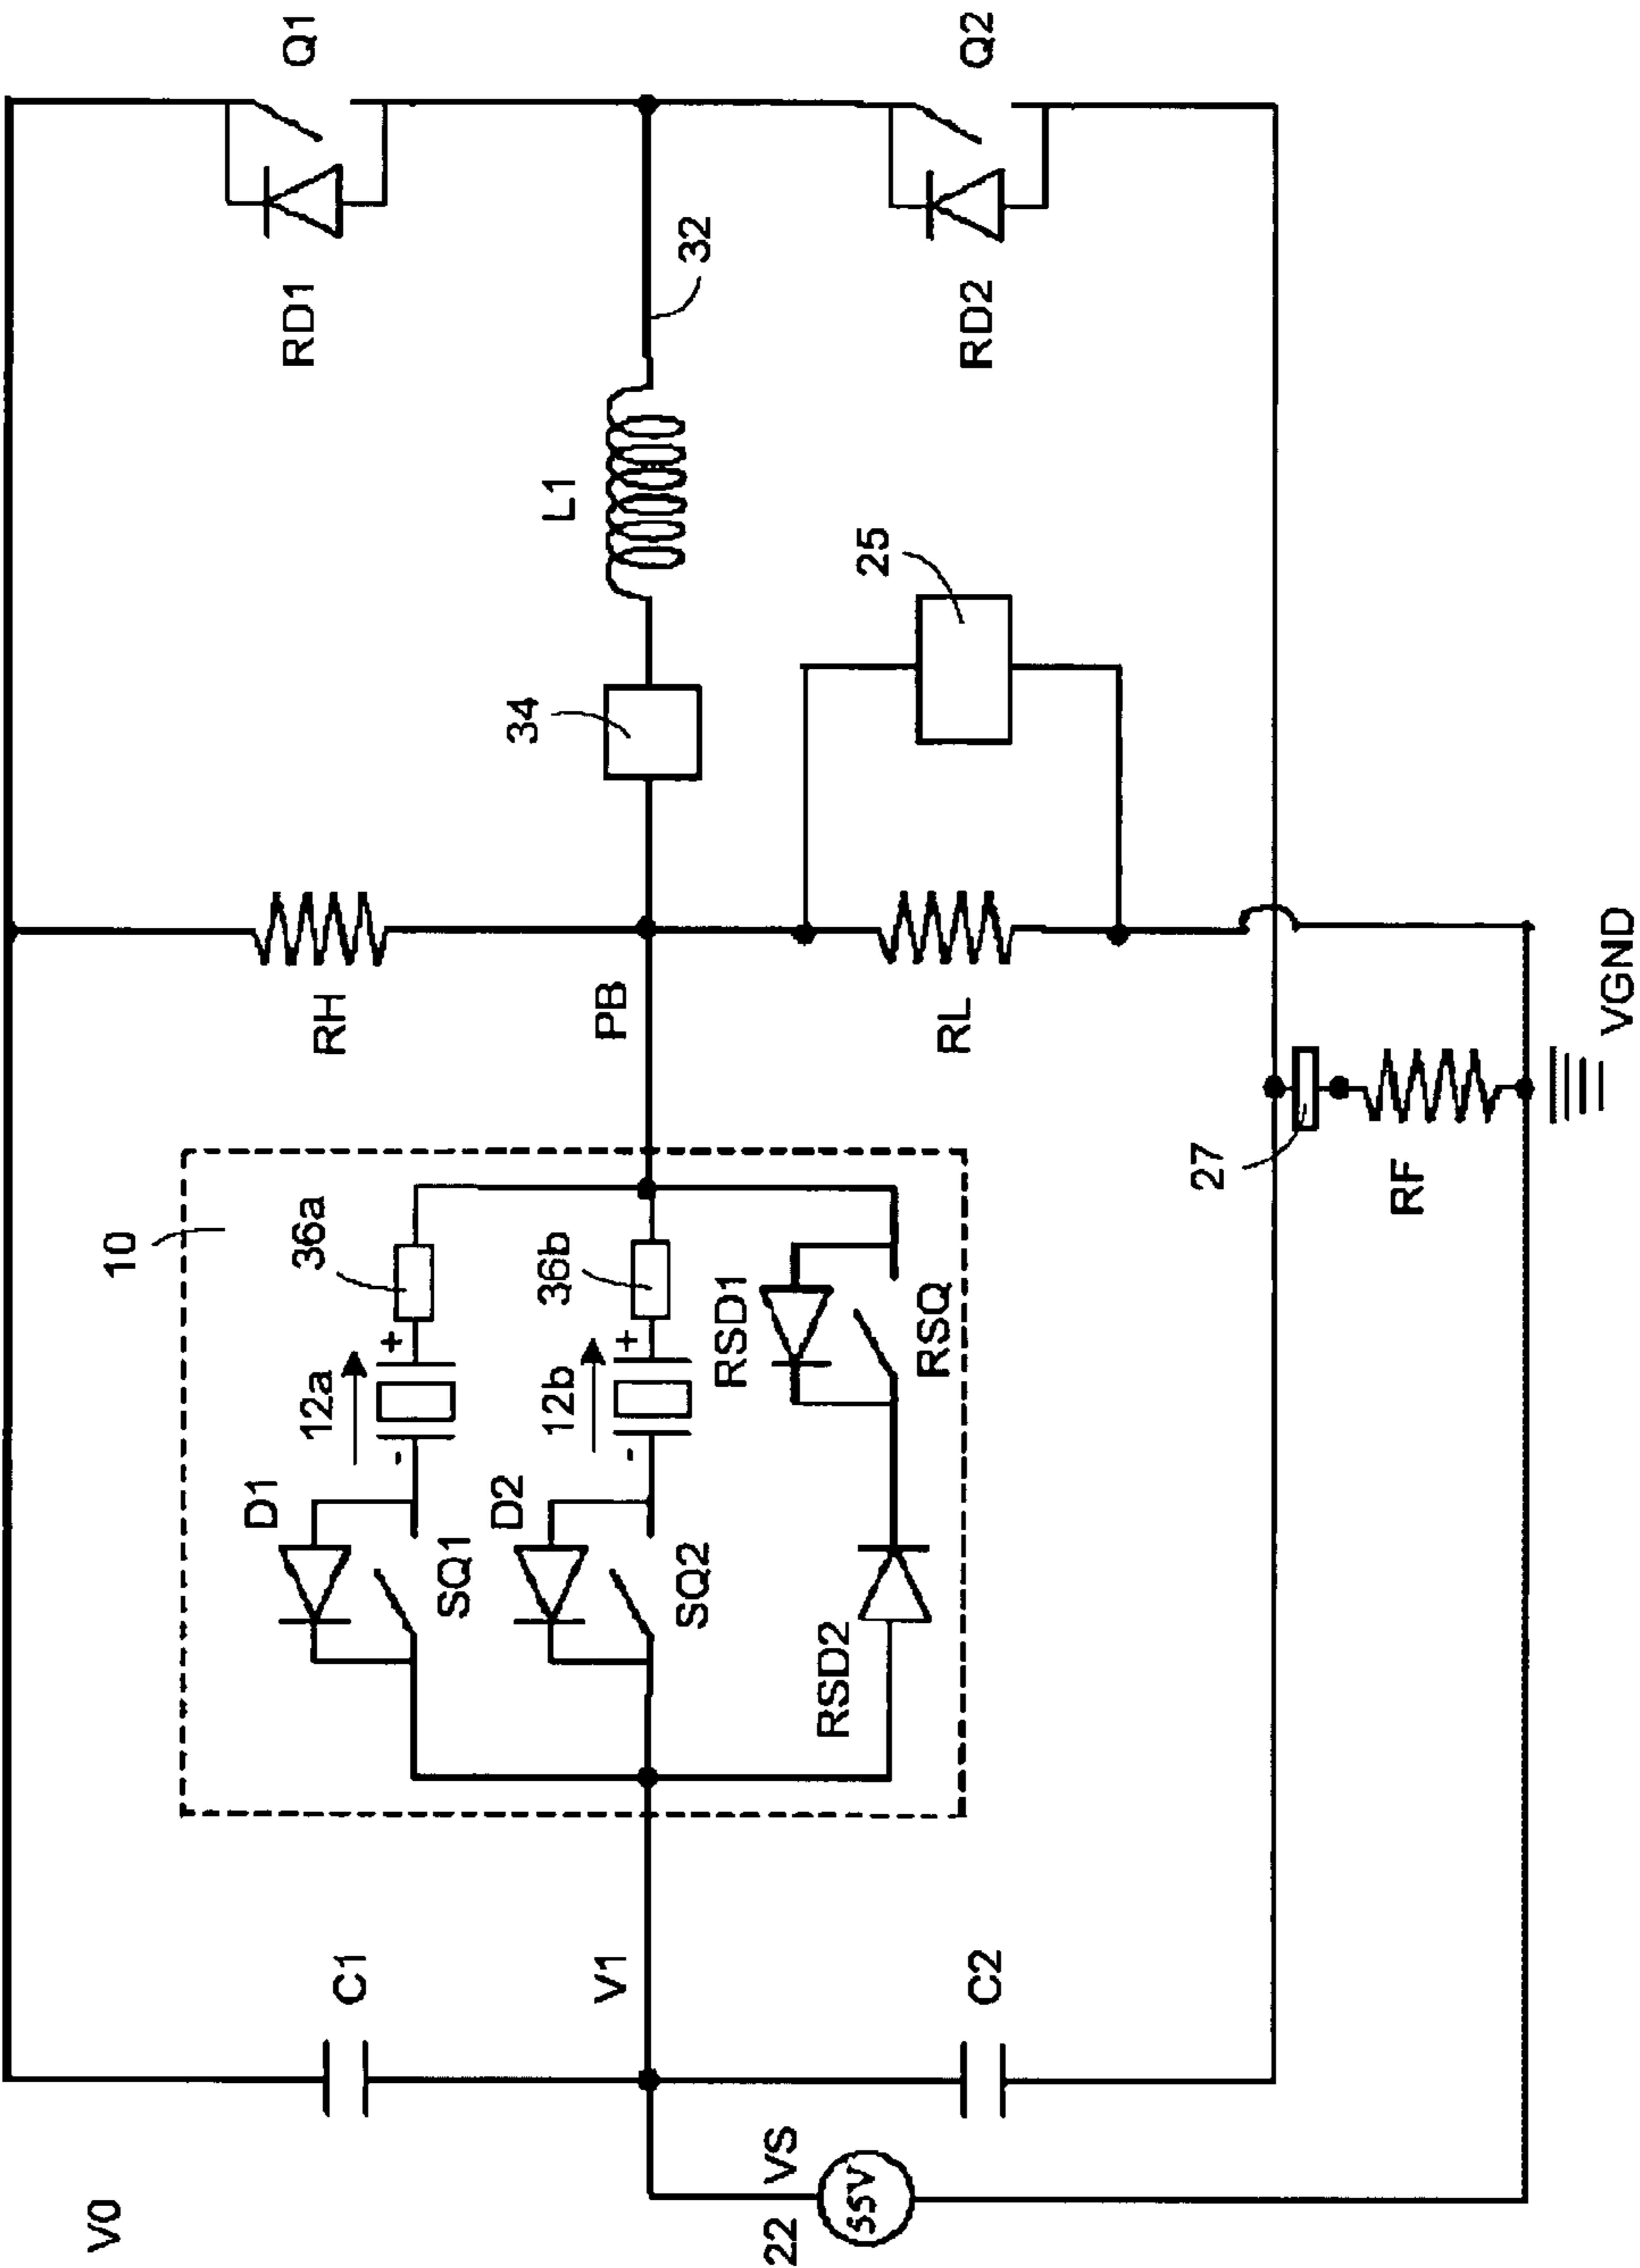 Q1
Q2
RD1
32
RD2
L1
25
34
RH
PB
RL
VGND
10
36a
27
RF
36b
RSD1
RSQ
12a
+
-
12b
+
-
D1
D2
SQ1
SQ2
RSD2
C1
V1
C2
V0
22
VS
55V